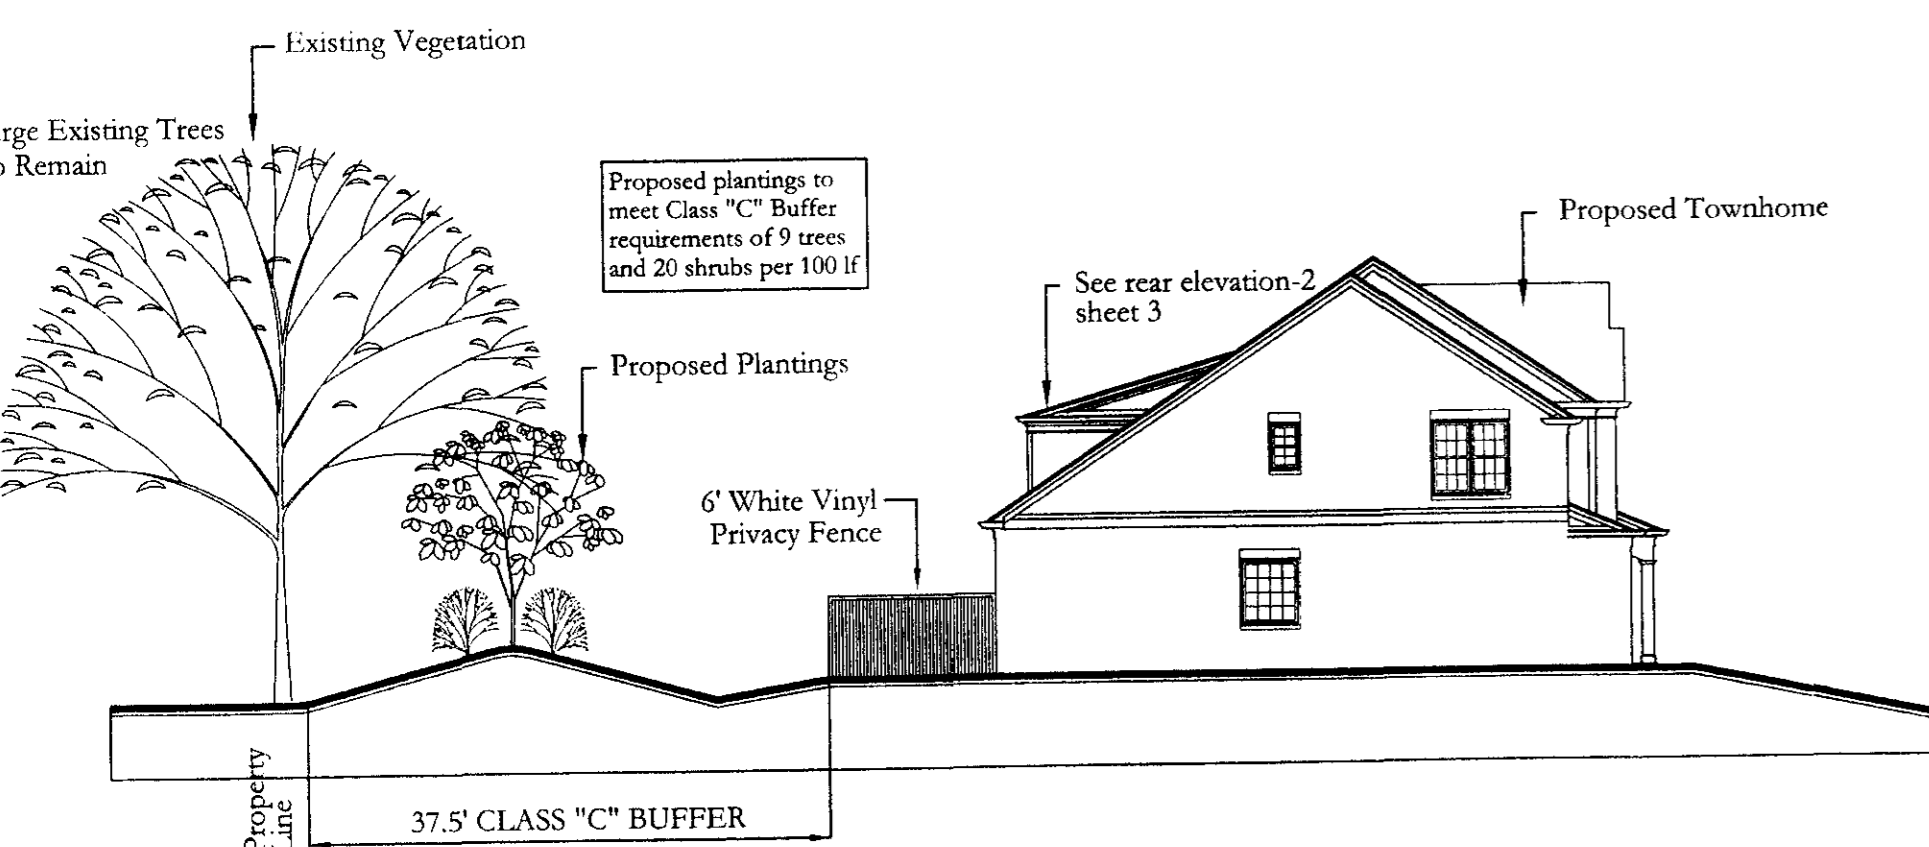 Existing Vegetation
rge Existing Trees
o Remain
Proposed plantings to
meet Class "C" Buffer
requirements of 9 trees
and 20 shrubs per 100 lf
Proposed Townhome
See rear elevation-2
sheet 3
Proposed Plantings
6' White Vinyl
Privacy Fence
Property
Line
37.5' CLASS "C" BUFFER